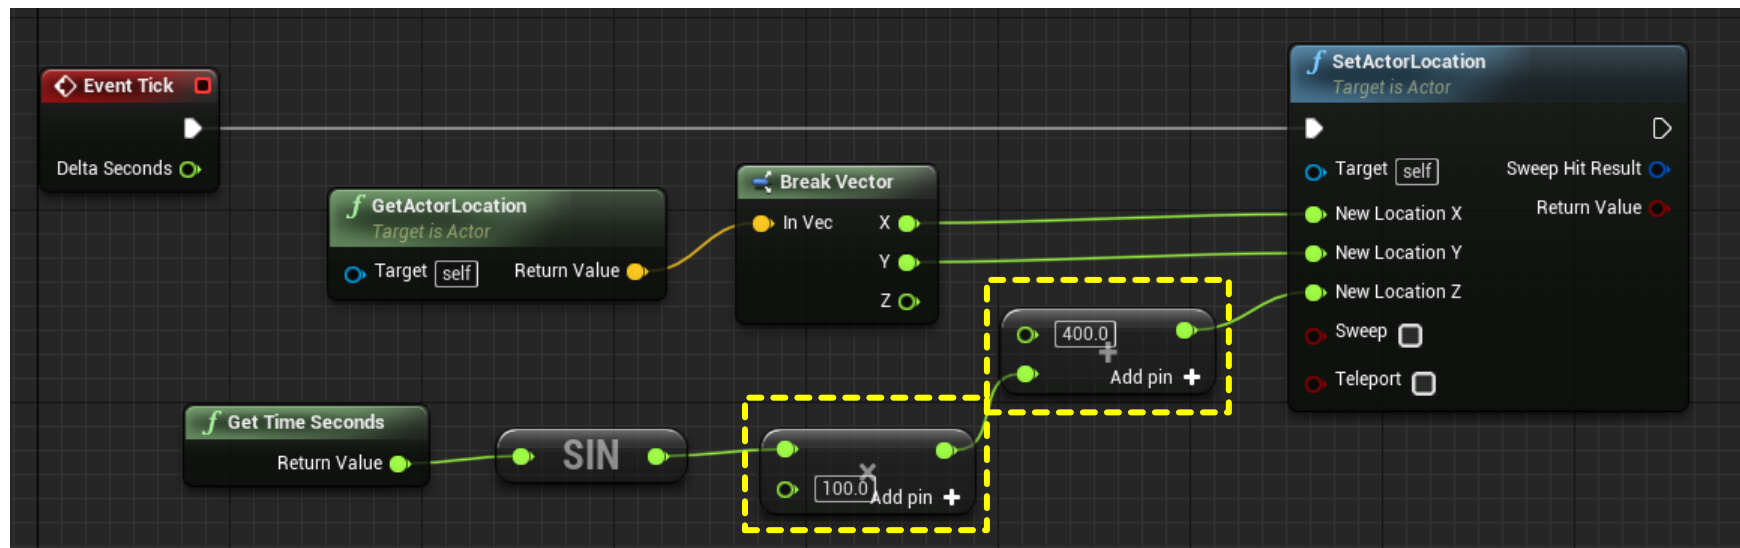 Event Tick
Delta Seconds
f GetActorLocation
Target is Actor
Target self Return Value
Break Vector
In Vec X
Y
Z
f SetActorLocation
Target is Actor
Target self Sweep Hit Result
New Location X Return Value
New Location Y
New Location Z
Sweep
Teleport
400.0
+
Add pin +
f Get Time Seconds
Return Value
SIN
×
100.0
Add pin +